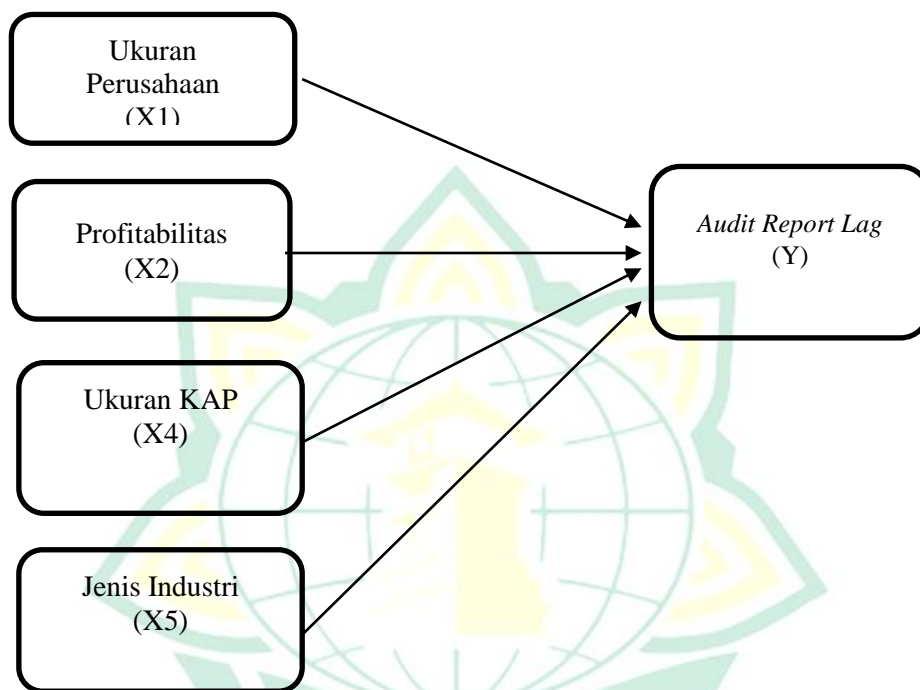 Ukuran
Perusahaan
(X1)
Profitabilitas
(X2)
Audit Report Lag
(Y)
Ukuran KAP
(X4)
Jenis Industri
(X5)